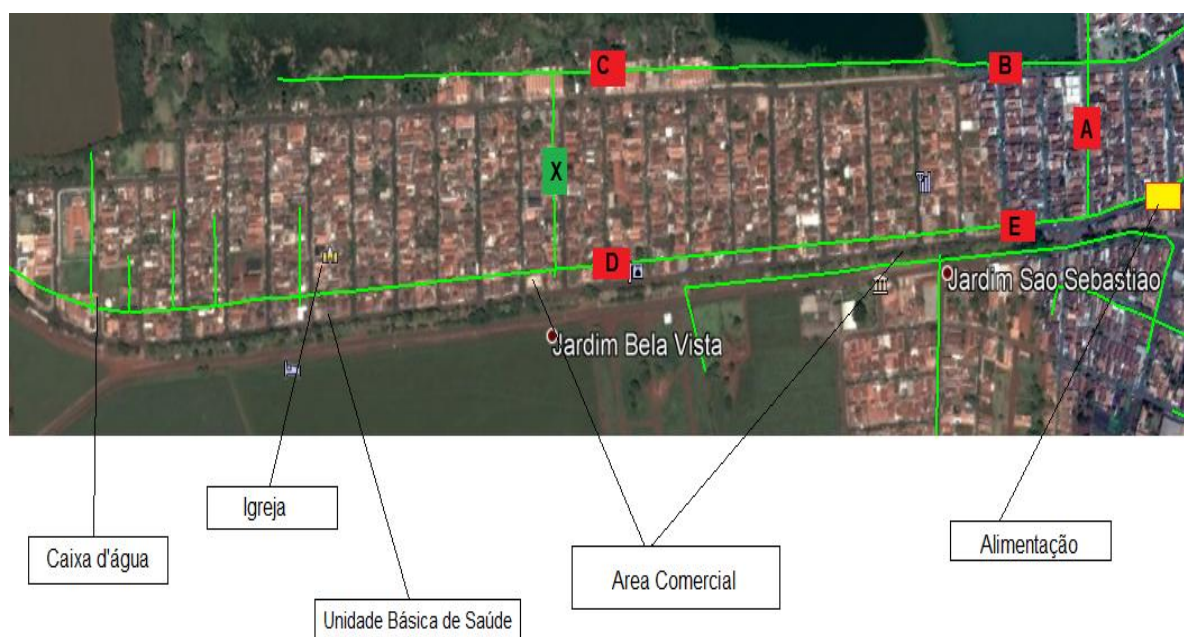 C
B
A
X
E
D
Jardim Sao Sebastiao
Jardim Bela Vista
Igreja
Caixa d'água
Alimentação
Area Comercial
Unidade Básica de Saúde